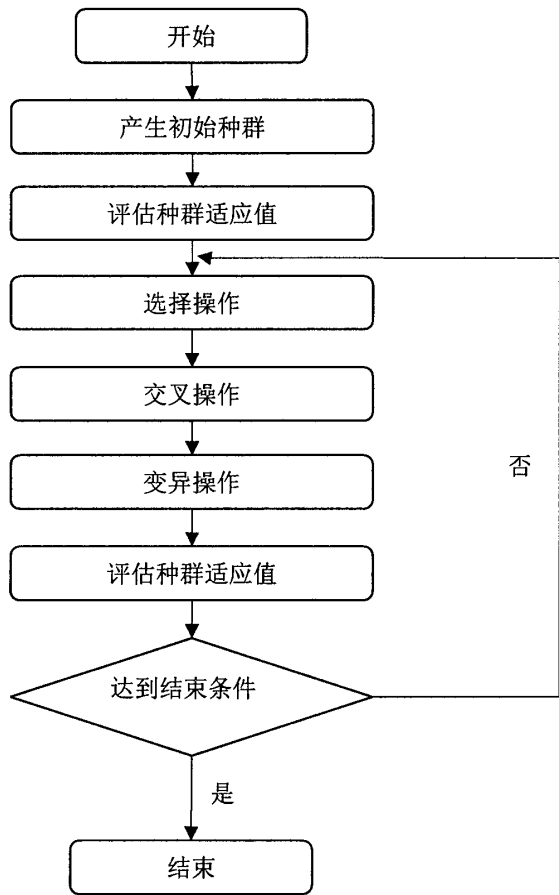 开始
产生初始种群
评估种群适应值
选择操作
交叉操作
变异操作
否
评估种群适应值
达到结束条件
是
结束